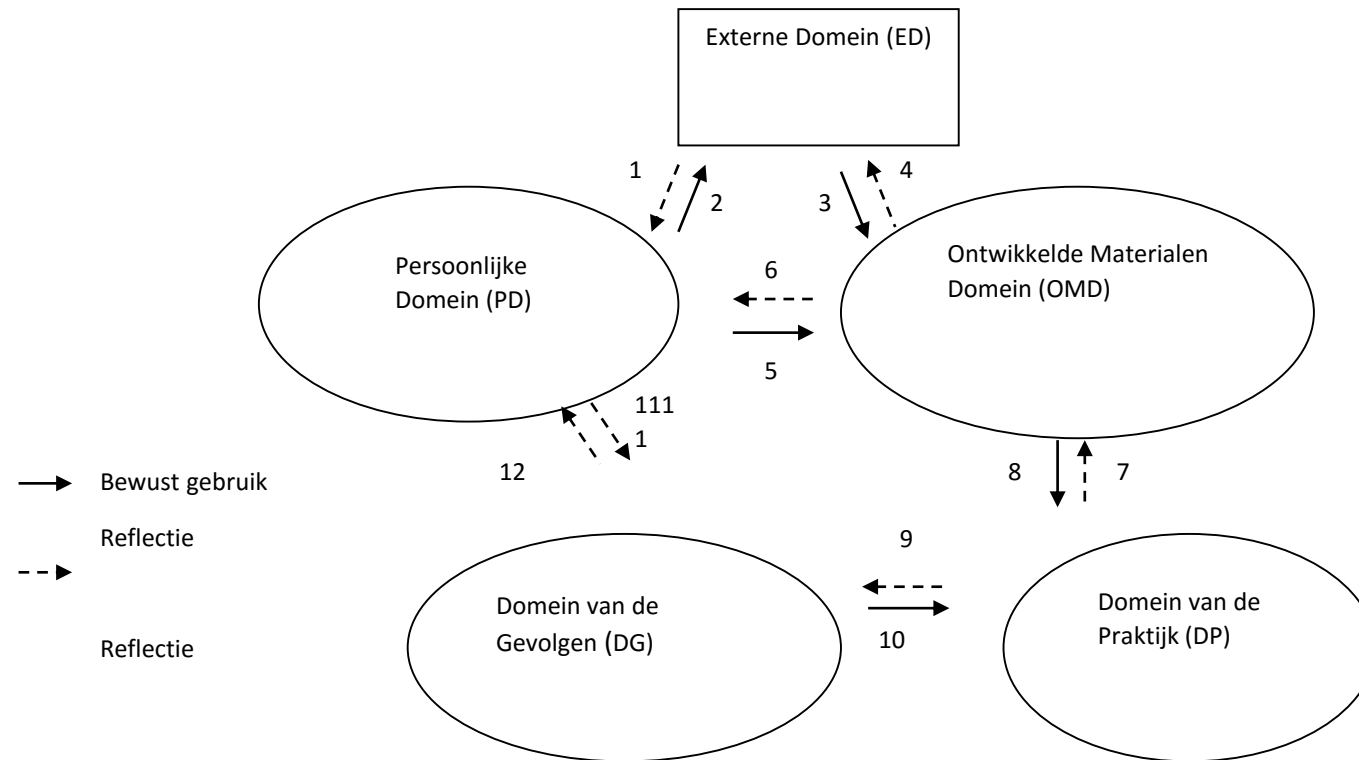 Externe Domein (ED)
1
2
3
4
Persoonlijke
Domein (PD)
Ontwikkelde Materialen
Domein (OMD)
6
5
111
1
12
8
7
Bewust gebruik
Reflectie
9
10
Domein van de
Gevolgen (DG)
Domein van de
Praktijk (DP)
Reflectie